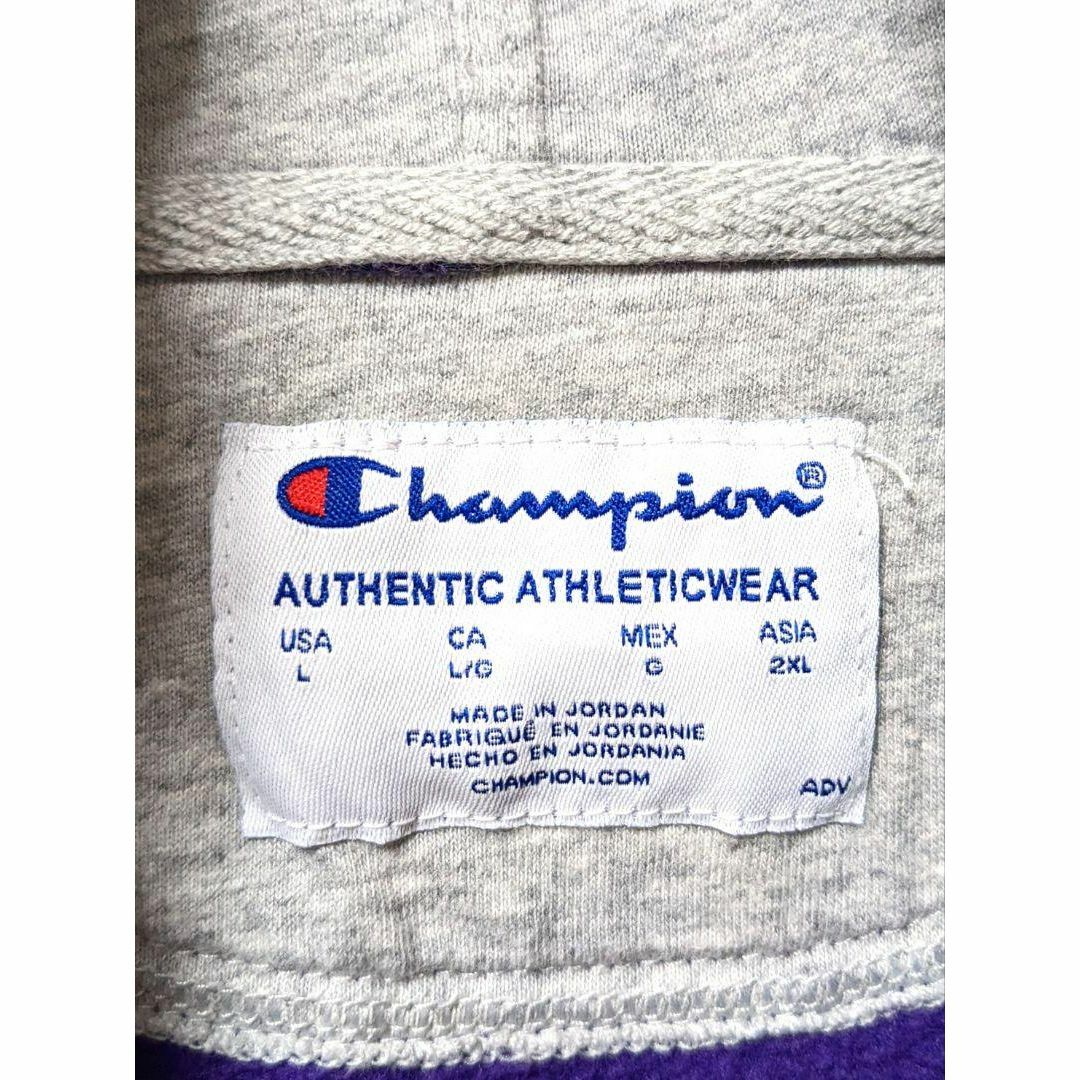 Champion®
AUTHENTIC ATHLETICWEAR
USA CA MEX ASIA
L L/G G 2XL
MADE IN JORDAN
FABRIQUÉ EN JORDANIE
HECHO EN JORDANIA
CHAMPION.COM
ADV